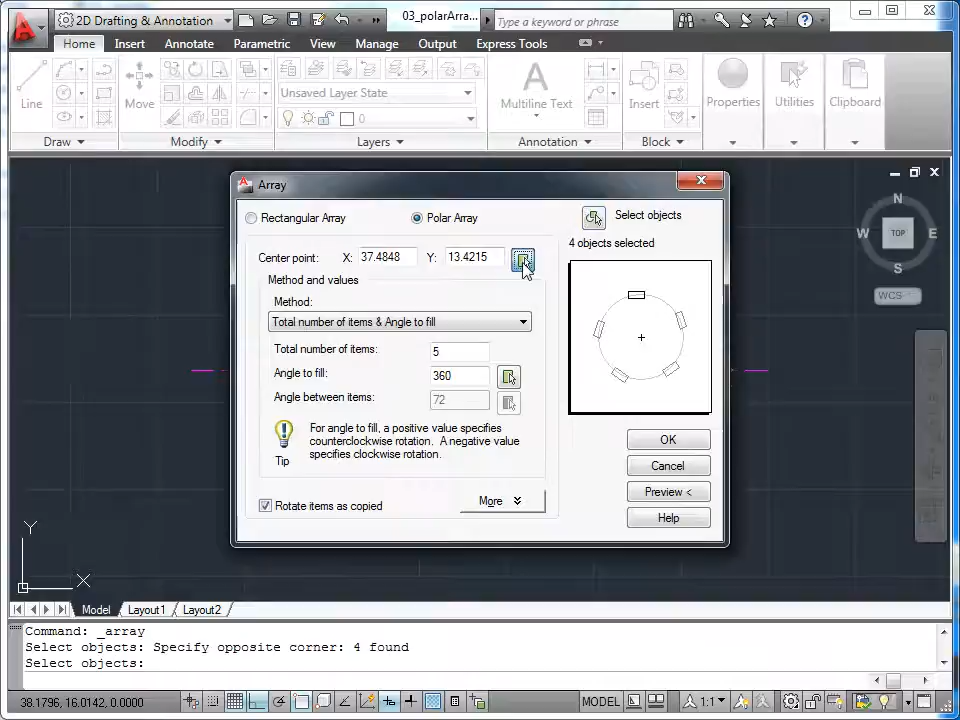 2D Drafting & Annotation
03_polarArra...
Type a keyword or phrase
Home
Insert
Annotate
Parametric
View
Manage
Output
Express Tools
Line
Move
Unsaved Layer State
0
Multiline Text
Insert
Properties
Utilities
Clipboard
Draw
Modify
Layers
Annotation
Block
Array
Rectangular Array
Polar Array
Select objects
4 objects selected
Center point:
X:
37.4848
Y:
13.4215
Method and values
Method:
Total number of items & Angle to fill
Total number of items:
5
Angle to fill:
360
Angle between items:
72
For angle to fill, a positive value specifies
counterclockwise rotation. A negative value
specifies clockwise rotation.
Tip
Rotate items as copied
More
OK
Cancel
Preview <
Help
N
W
TOP
E
S
WCS
Y
X
Model
Layout1
Layout2
Command: _array
Select objects: Specify opposite corner: 4 found
Select objects:
38.1796, 16.0142, 0.0000
MODEL
1:1